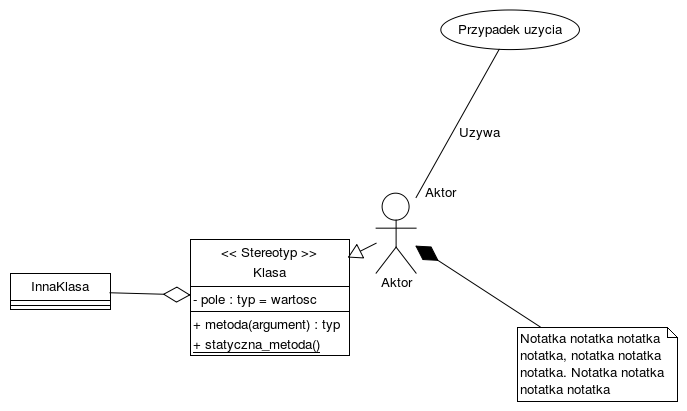 Przypadek uzycia
Uzywa
Aktor
<< Stereotyp >>
Klasa
- pole : typ = wartosc
+ metoda(argument) : typ
+ statyczna_metoda()
InnaKlasa
Aktor
Notatka notatka notatka
notatka, notatka notatka
notatka. Notatka notatka
notatka notatka